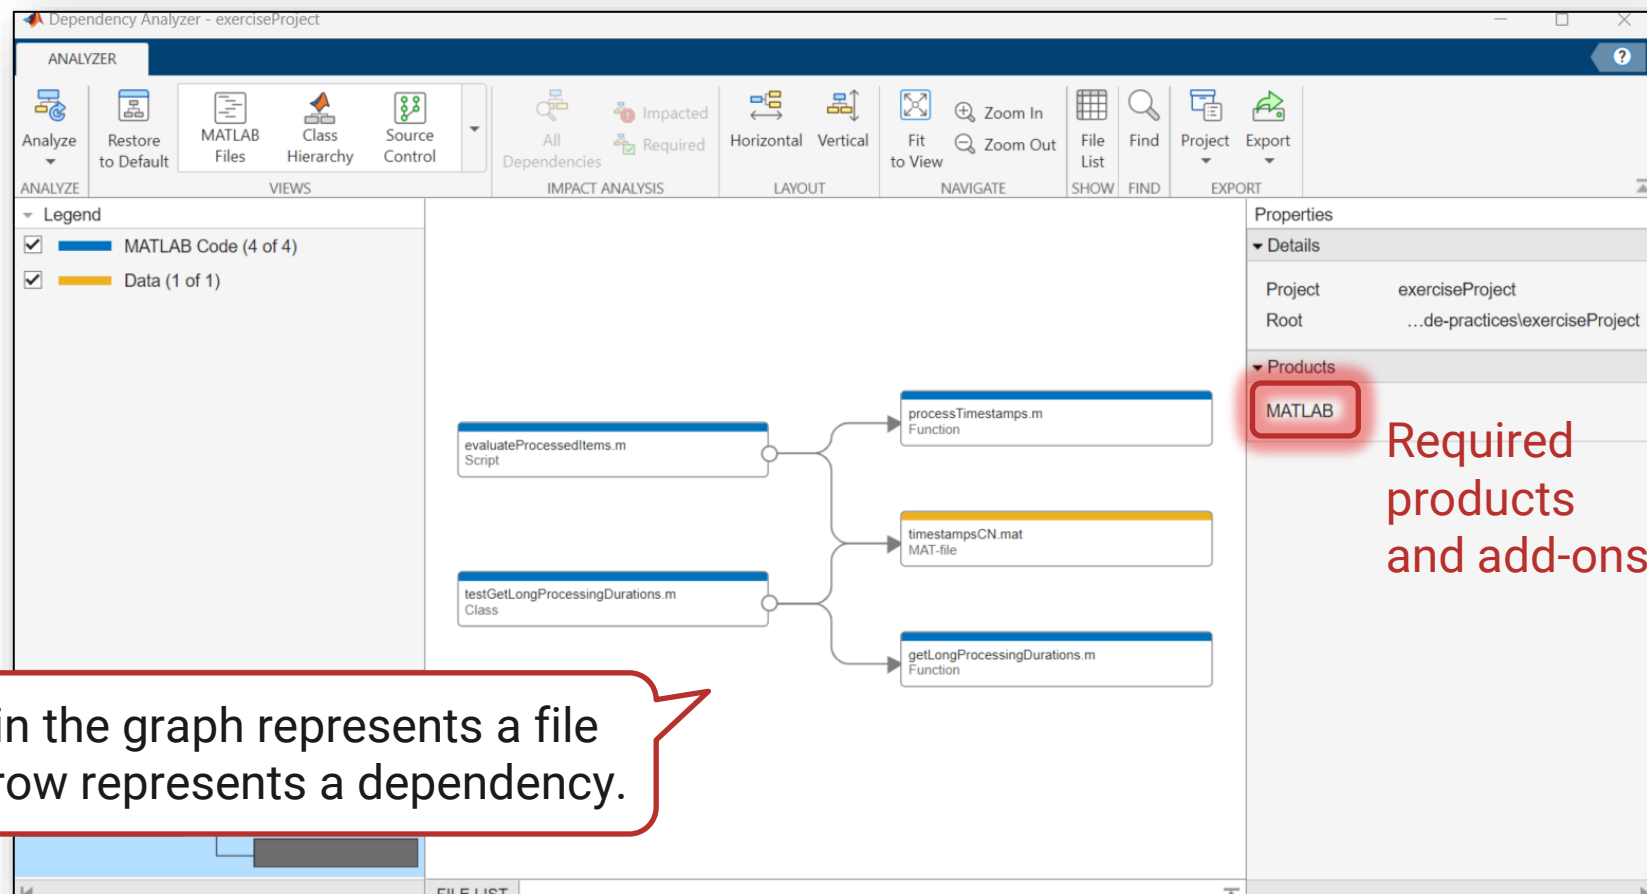 Dependency Analyzer - exerciseProject
ANALYZER
?
Analyze
Restore
to Default
MATLAB
Files
Class
Hierarchy
Source
Control
All
Dependencies
Impacted
Required
Horizontal
Vertical
Fit
to View
Zoom In
Zoom Out
File
List
Find
Project
Export
ANALYZE
VIEWS
IMPACT ANALYSIS
LAYOUT
NAVIGATE
SHOW
FIND
EXPORT
Legend
MATLAB Code (4 of 4)
Data (1 of 1)
evaluateProcessedItems.m
Script
testGetLongProcessingDurations.m
Class
processTimestamps.m
Function
timestampsCN.mat
MAT-file
getLongProcessingDurations.m
Function
Properties
Details
Project exerciseProject
Root ...de-practices\exerciseProject
Products
MATLAB
Required
products
and add-ons
in the graph represents a file
row represents a dependency.
FILE LIST